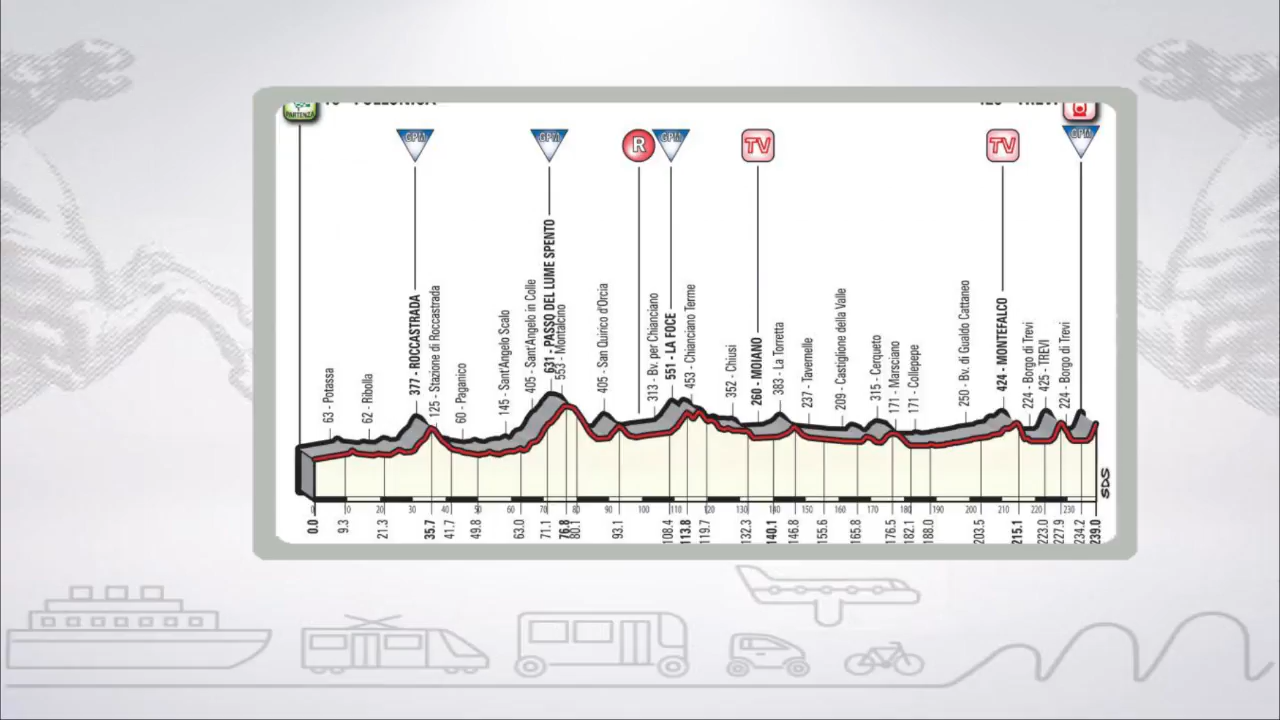 PARTENZA
GPM
GPM
R
GPM
TV
TV
GPM
63 - Potassa
62 - Ribolla
377 - ROCCASTRADA
125 - Stazione di Roccastrada
60 - Paganico
145 - Sant'Angelo Scalo
405 - Sant'Angelo in Colle
631 - PASSO DEL LUME SPENTO
553 - Montalcino
405 - San Quirico d'Orcia
313 - Bv. per Chianciano
551 - LA FOCE
453 - Chianciano Terme
352 - Chiusi
260 - MOIANO
383 - La Torretta
237 - Tavernelle
209 - Castiglione della Valle
315 - Cerqueto
171 - Marsciano
171 - Collepepe
250 - Bv. di Gualdo Cattaneo
424 - MONTEFALCO
224 - Borgo di Trevi
425 - TREVI
224 - Borgo di Trevi
SDS
0 10 20 30 40 50 60 70 80 90 100 110 120 130 140 150 160 170 180 190 200 210 220 230
0.0
9.3
21.3
35.7
41.7
49.8
63.0
71.1
76.8
80.1
93.1
108.4
113.8
119.7
132.3
140.1
146.8
155.6
165.8
176.5
182.1
188.0
203.5
215.1
223.0
227.9
234.2
239.0